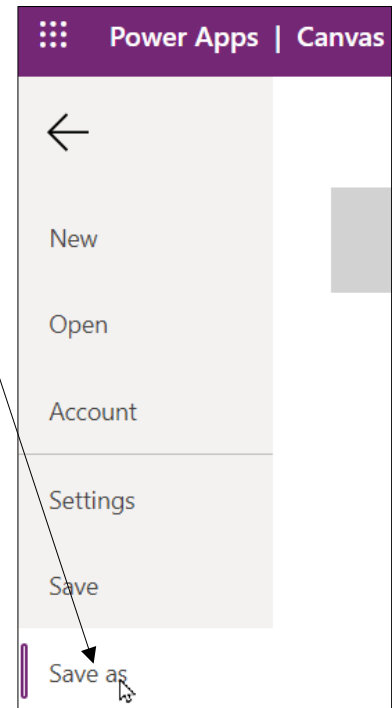 Power Apps | Canvas
New
Open
Account
Settings
Save
Save as